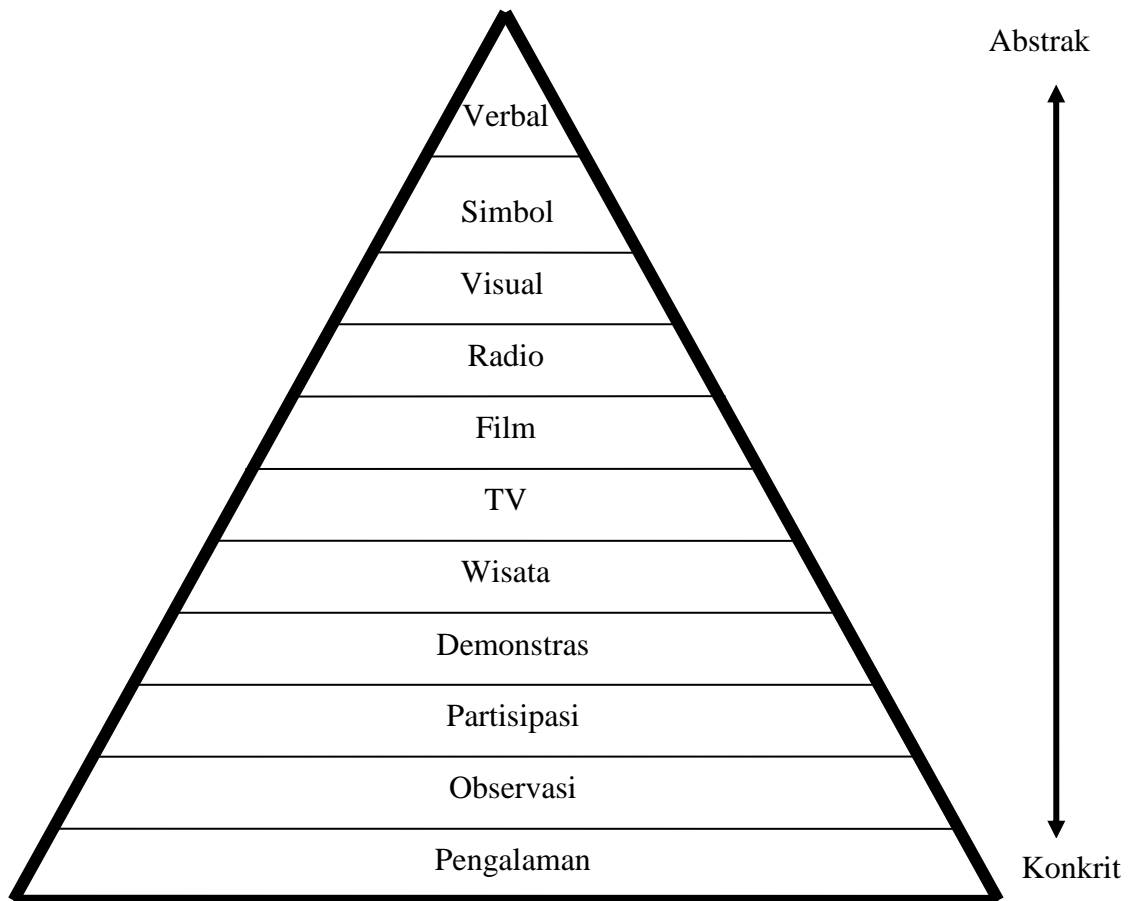 Abstrak
Verbal
Simbol
Visual
Radio
Film
TV
Wisata
Demonstras
Partisipasi
Observasi
Pengalaman
Konkrit